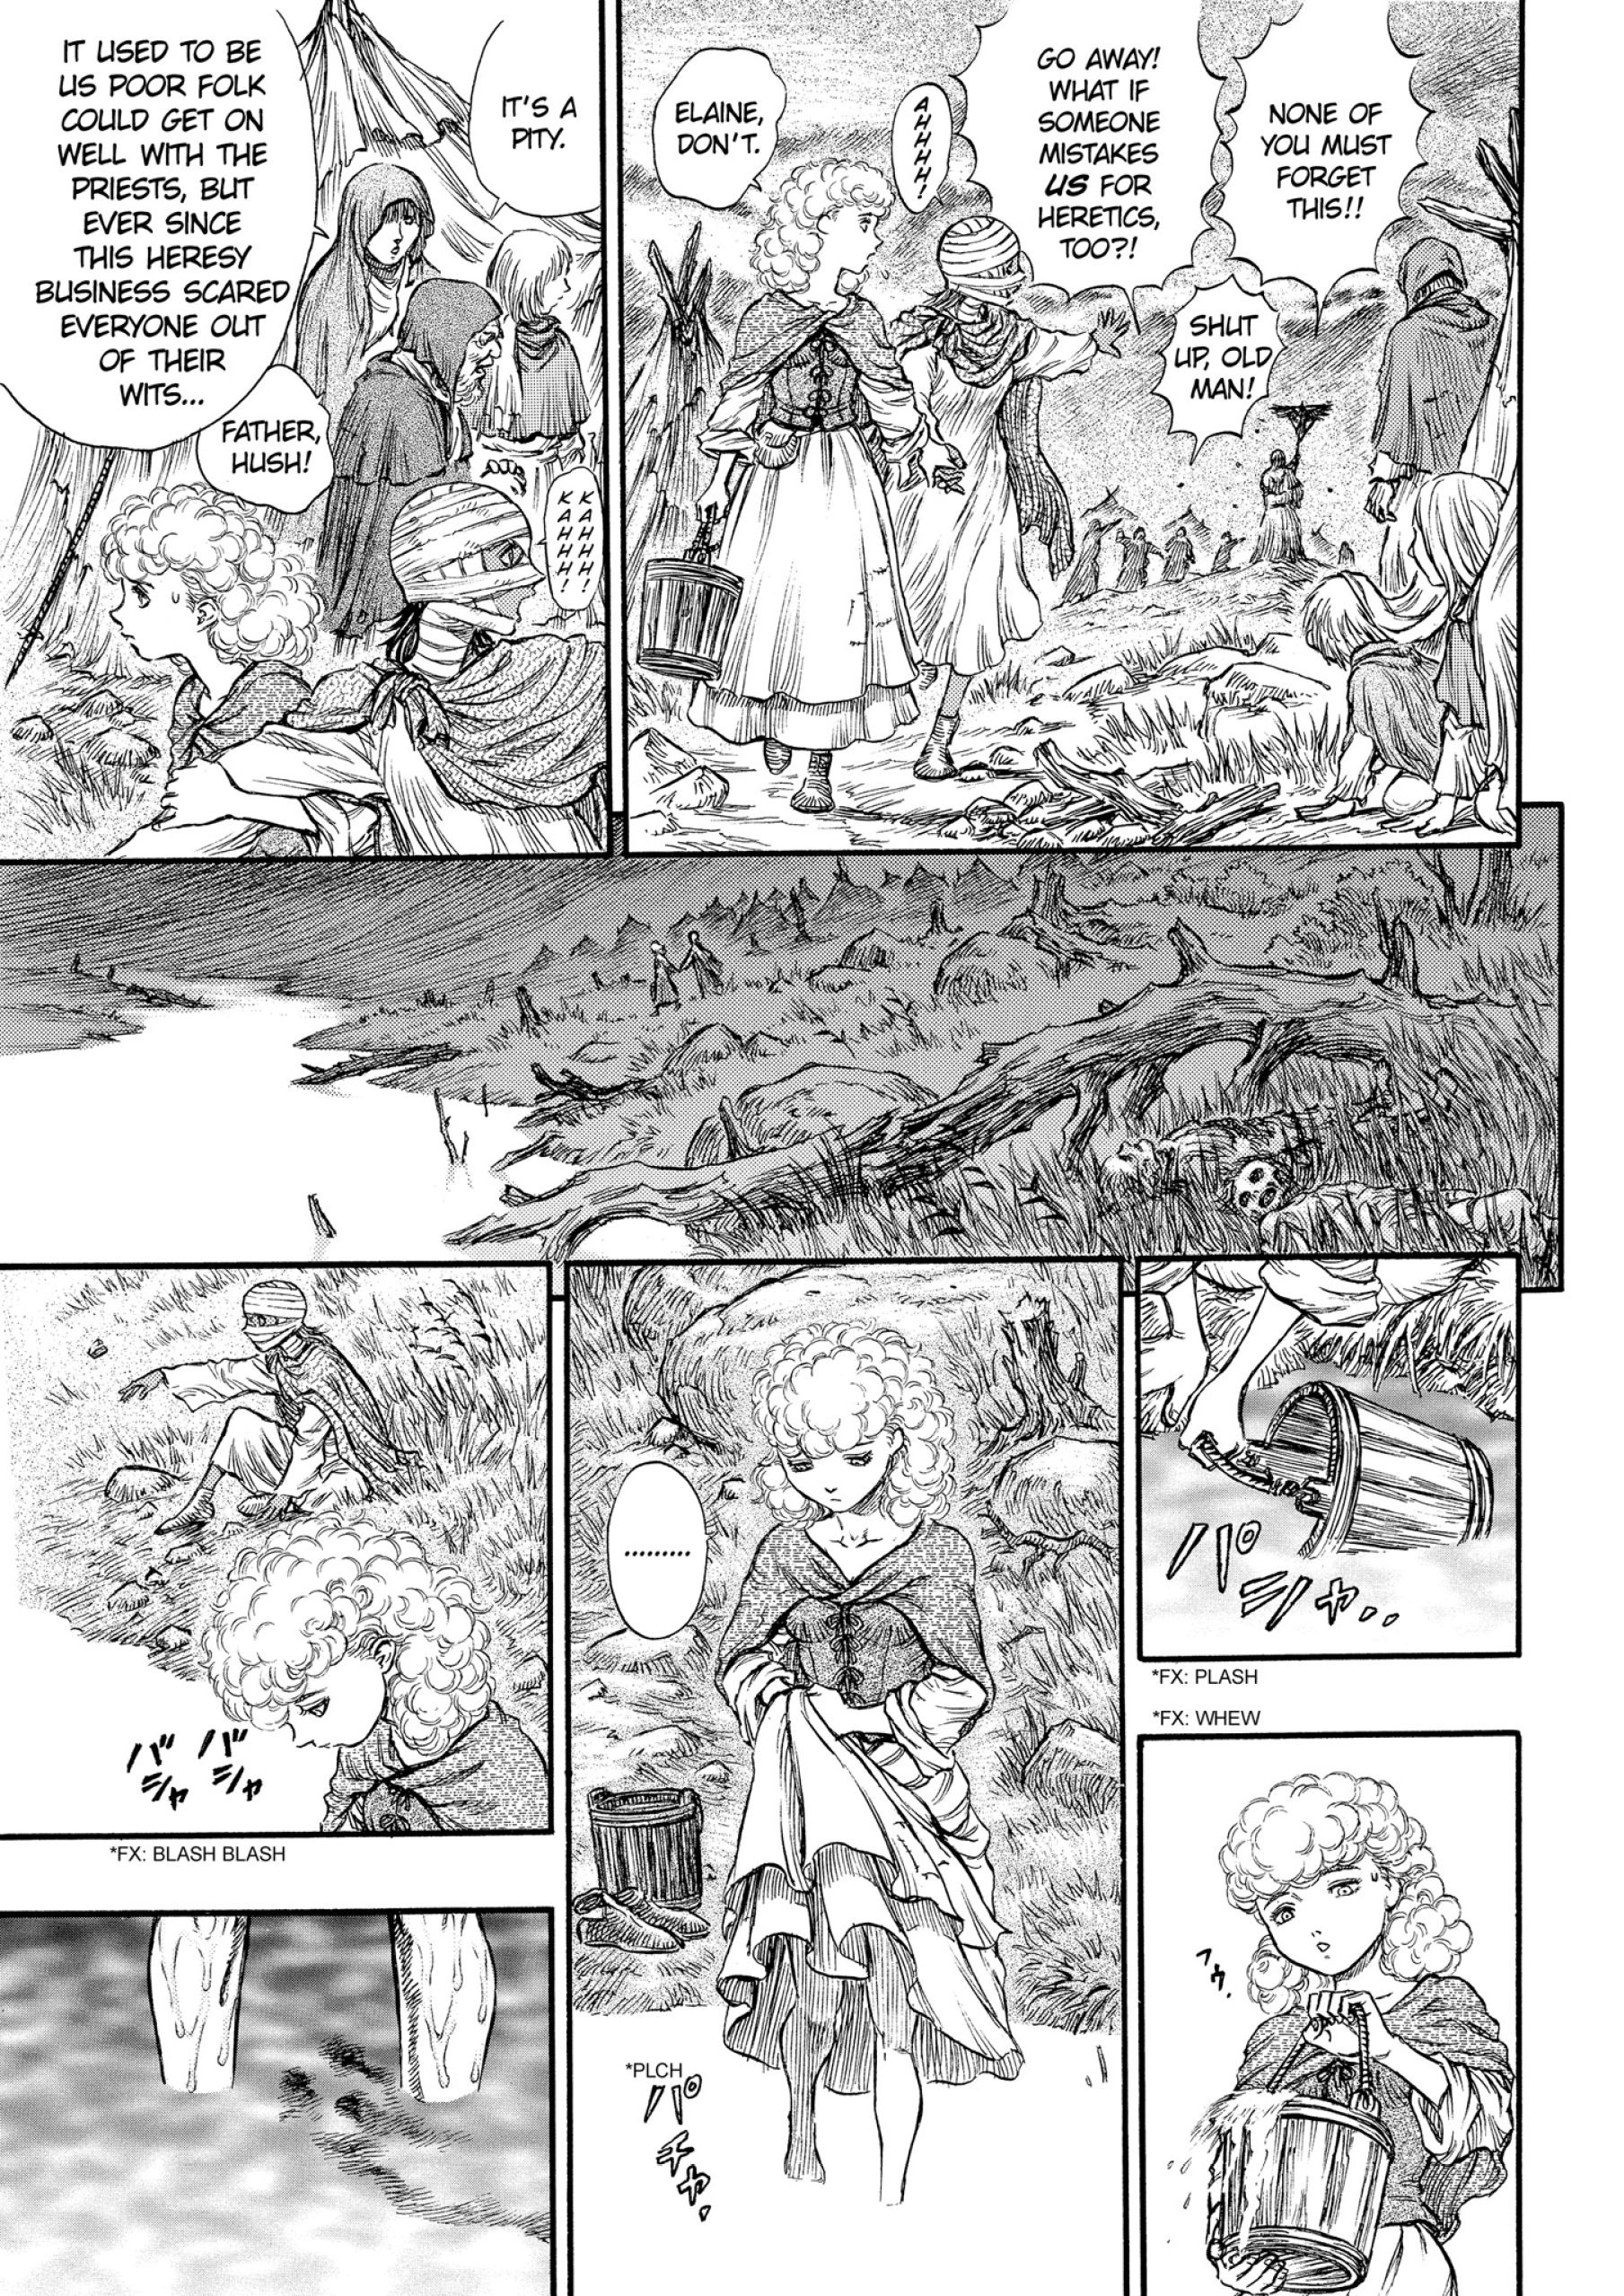 NONE OF
YOU MUST
FORGET
THIS!!
GO AWAY!
WHAT IF
SOMEONE
MISTAKES
US FOR
HERETICS,
TOO?!
SHUT
UP, OLD
MAN!
AHHHH!
ELAINE,
DON'T.
IT'S A
PITY.
IT USED TO BE
US POOR FOLK
COULD GET ON
WELL WITH THE
PRIESTS, BUT
EVER SINCE
THIS HERESY
BUSINESS SCARED
EVERYONE OUT
OF THEIR
WITS...
FATHER,
HUSH!
KAHHH!
KAHHH!
パシャ..
*FX: PLASH
*FX: WHEW
フゥ.
..........
*PLCH
パチャ.
バシャ
バシャ
*FX: BLASH BLASH